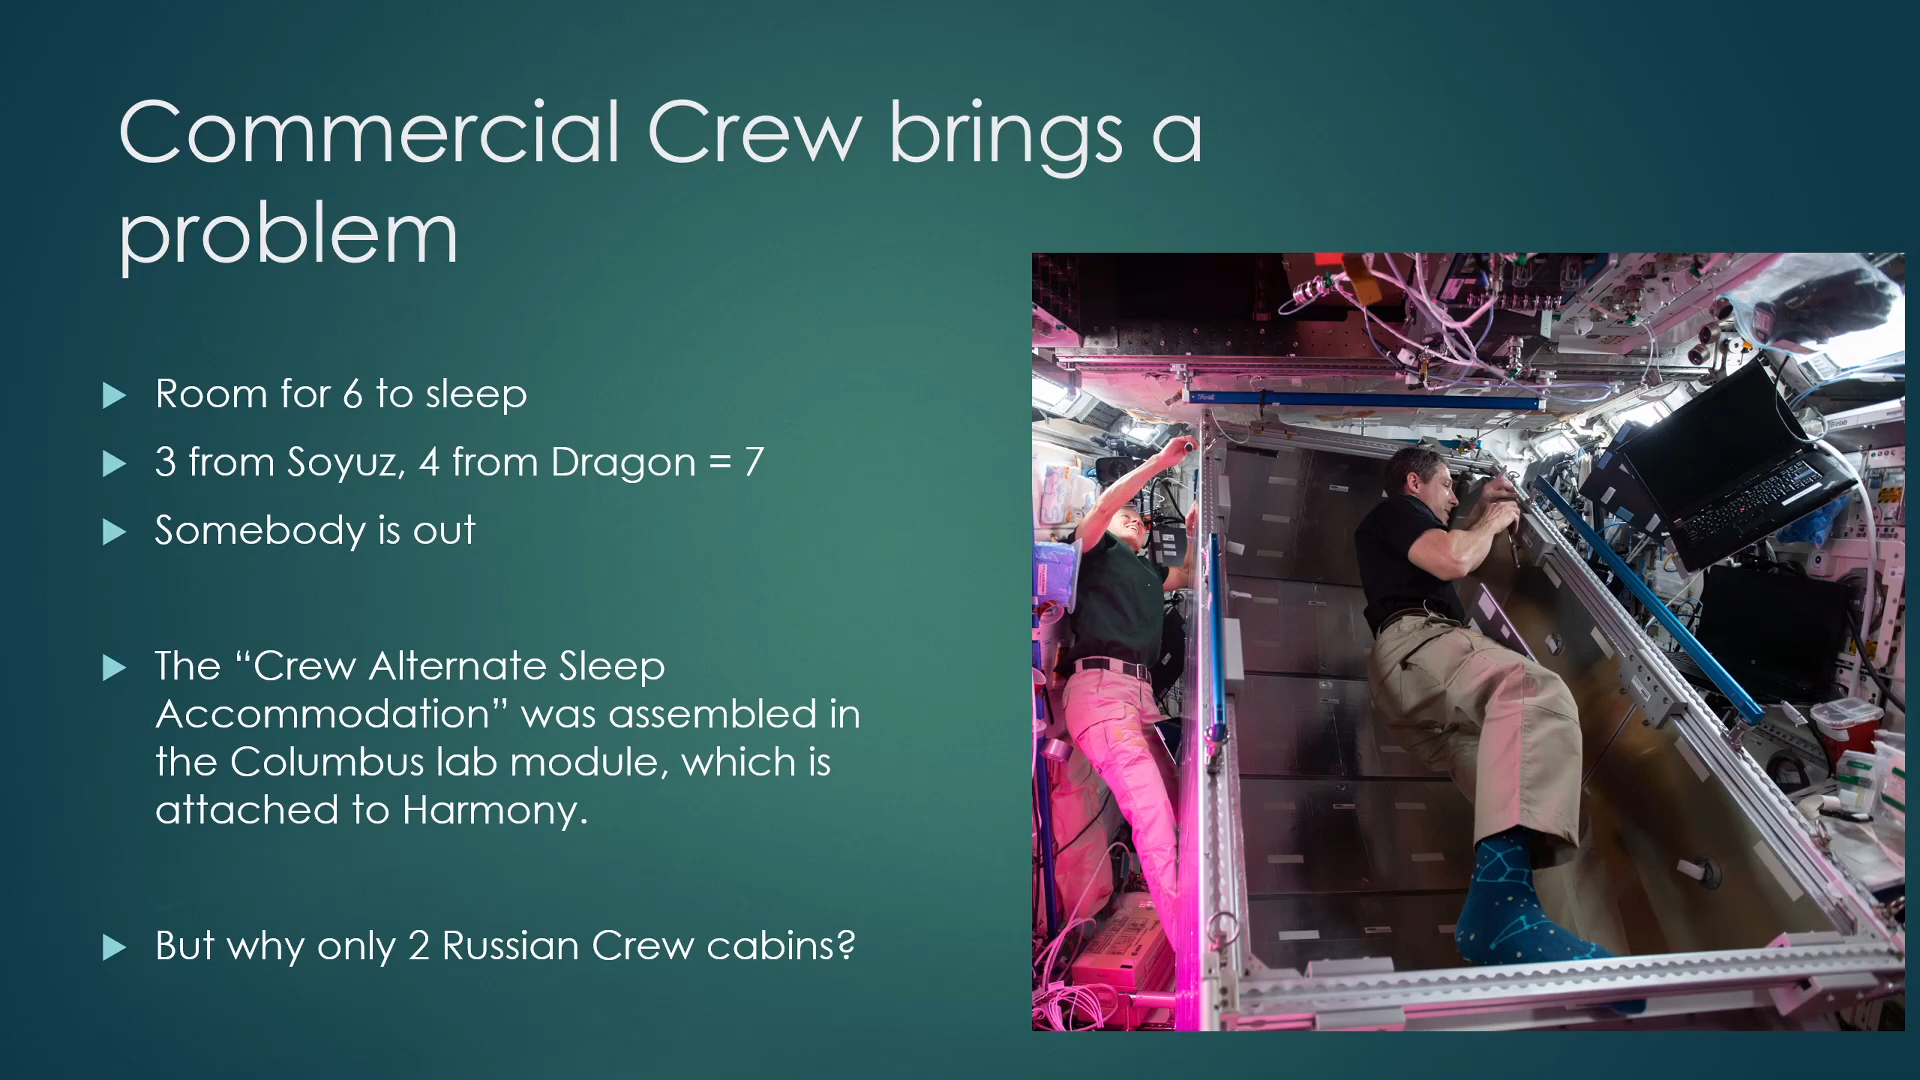 Commercial Crew brings a
problem
Room for 6 to sleep
3 from Soyuz, 4 from Dragon = 7
Somebody is out
The “Crew Alternate Sleep
Accommodation” was assembled in
the Columbus lab module, which is
attached to Harmony.
But why only 2 Russian Crew cabins?